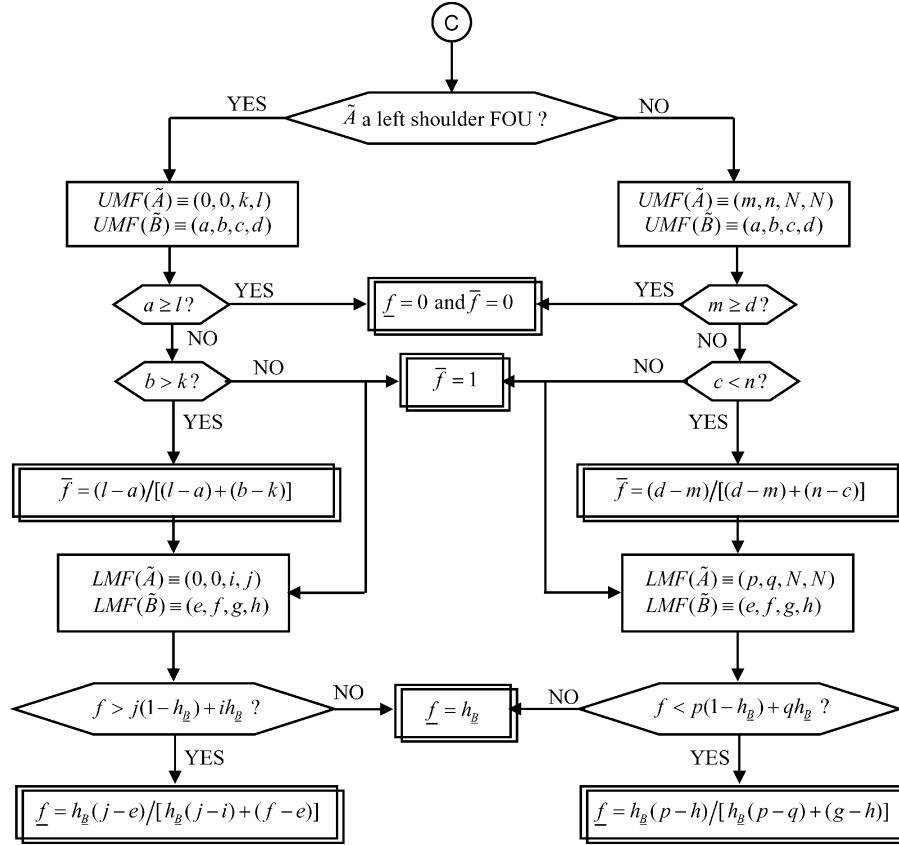 C
YES
NO
Ã a left shoulder FOU ?
UMF(Ã) ≡ (0, 0, k, l)
UMF(B̃) ≡ (a, b, c, d)
UMF(Ã) ≡ (m, n, N, N)
UMF(B̃) ≡ (a, b, c, d)
a ≥ l ?
YES
f̲ = 0 and f̅ = 0
YES
m ≥ d ?
NO
NO
b > k ?
NO
f̅ = 1
NO
c < n ?
YES
YES
f̅ = (l − a)/[(l − a) + (b − k)]
f̅ = (d − m)/[(d − m) + (n − c)]
LMF(Ã) ≡ (0, 0, i, j)
LMF(B̃) ≡ (e, f, g, h)
LMF(Ã) ≡ (p, q, N, N)
LMF(B̃) ≡ (e, f, g, h)
f > j(1 − h_B̲) + ih_B̲ ?
NO
f̲ = h_B̲
NO
f < p(1 − h_B̲) + qh_B̲ ?
YES
YES
f̲ = h_B̲(j − e)/[h_B̲(j − i) + (f − e)]
f̲ = h_B̲(p − h)/[h_B̲(p − q) + (g − h)]